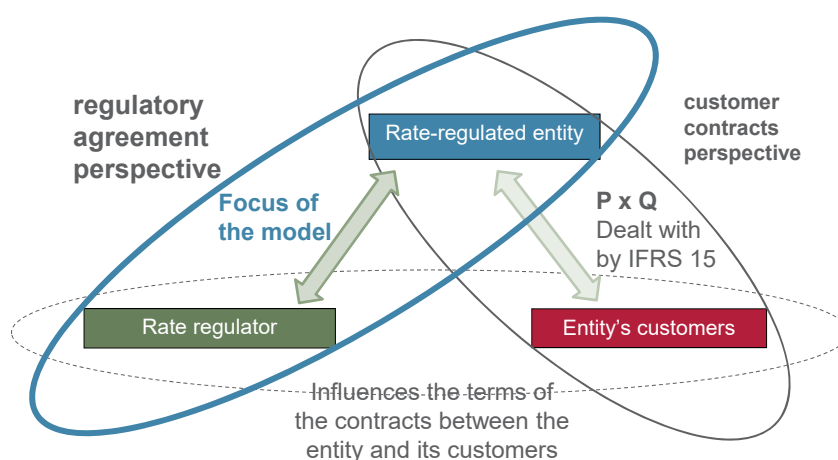 regulatory
agreement
perspective
Rate-regulated entity
customer
contracts
perspective
Focus of
the model
P x Q
Dealt with
by IFRS 15
Rate regulator
Entity's customers
Influences the terms of
the contracts between the
entity and its customers